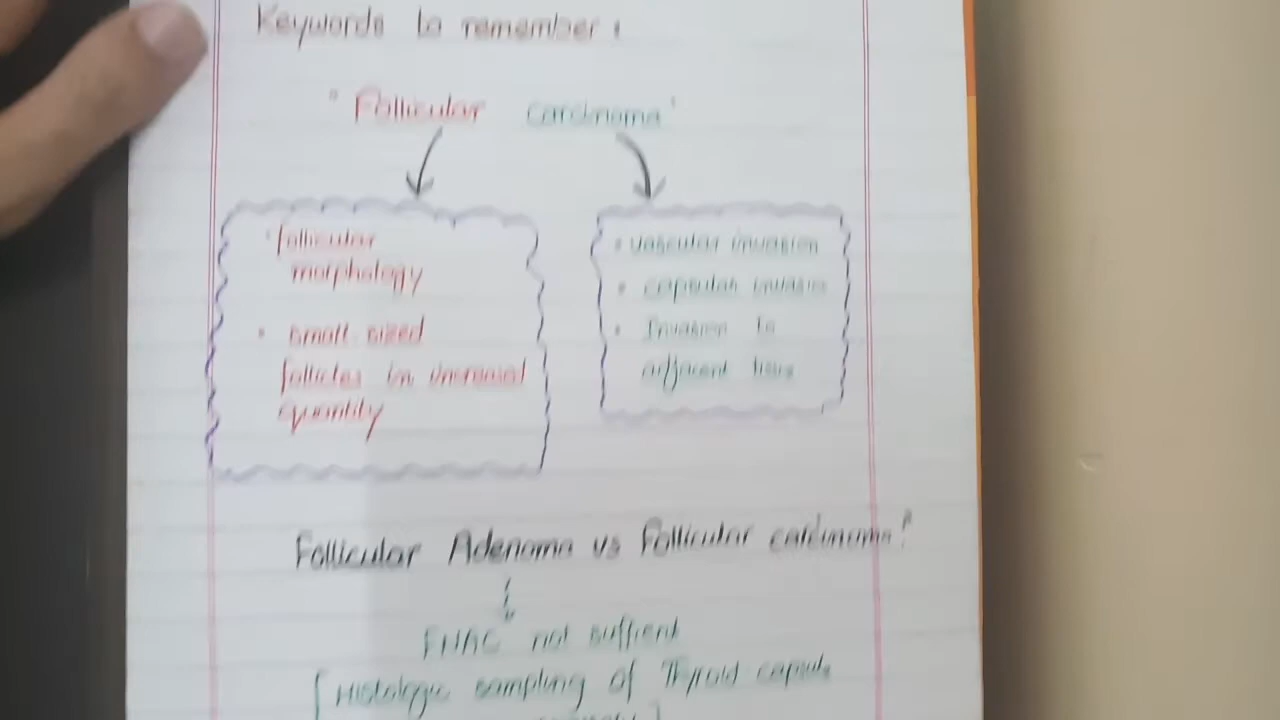 Keywords to remember :
" Follicular carcinoma "
• follicular
morphology
• small sized
follicles in increased
quantity
• vascular invasion
• capsular invasion
• Invasion to
adjacent tissue
Follicular Adenoma vs Follicular carcinoma?
FNAC not suffient
[ Histologic sampling of Thyroid capsule